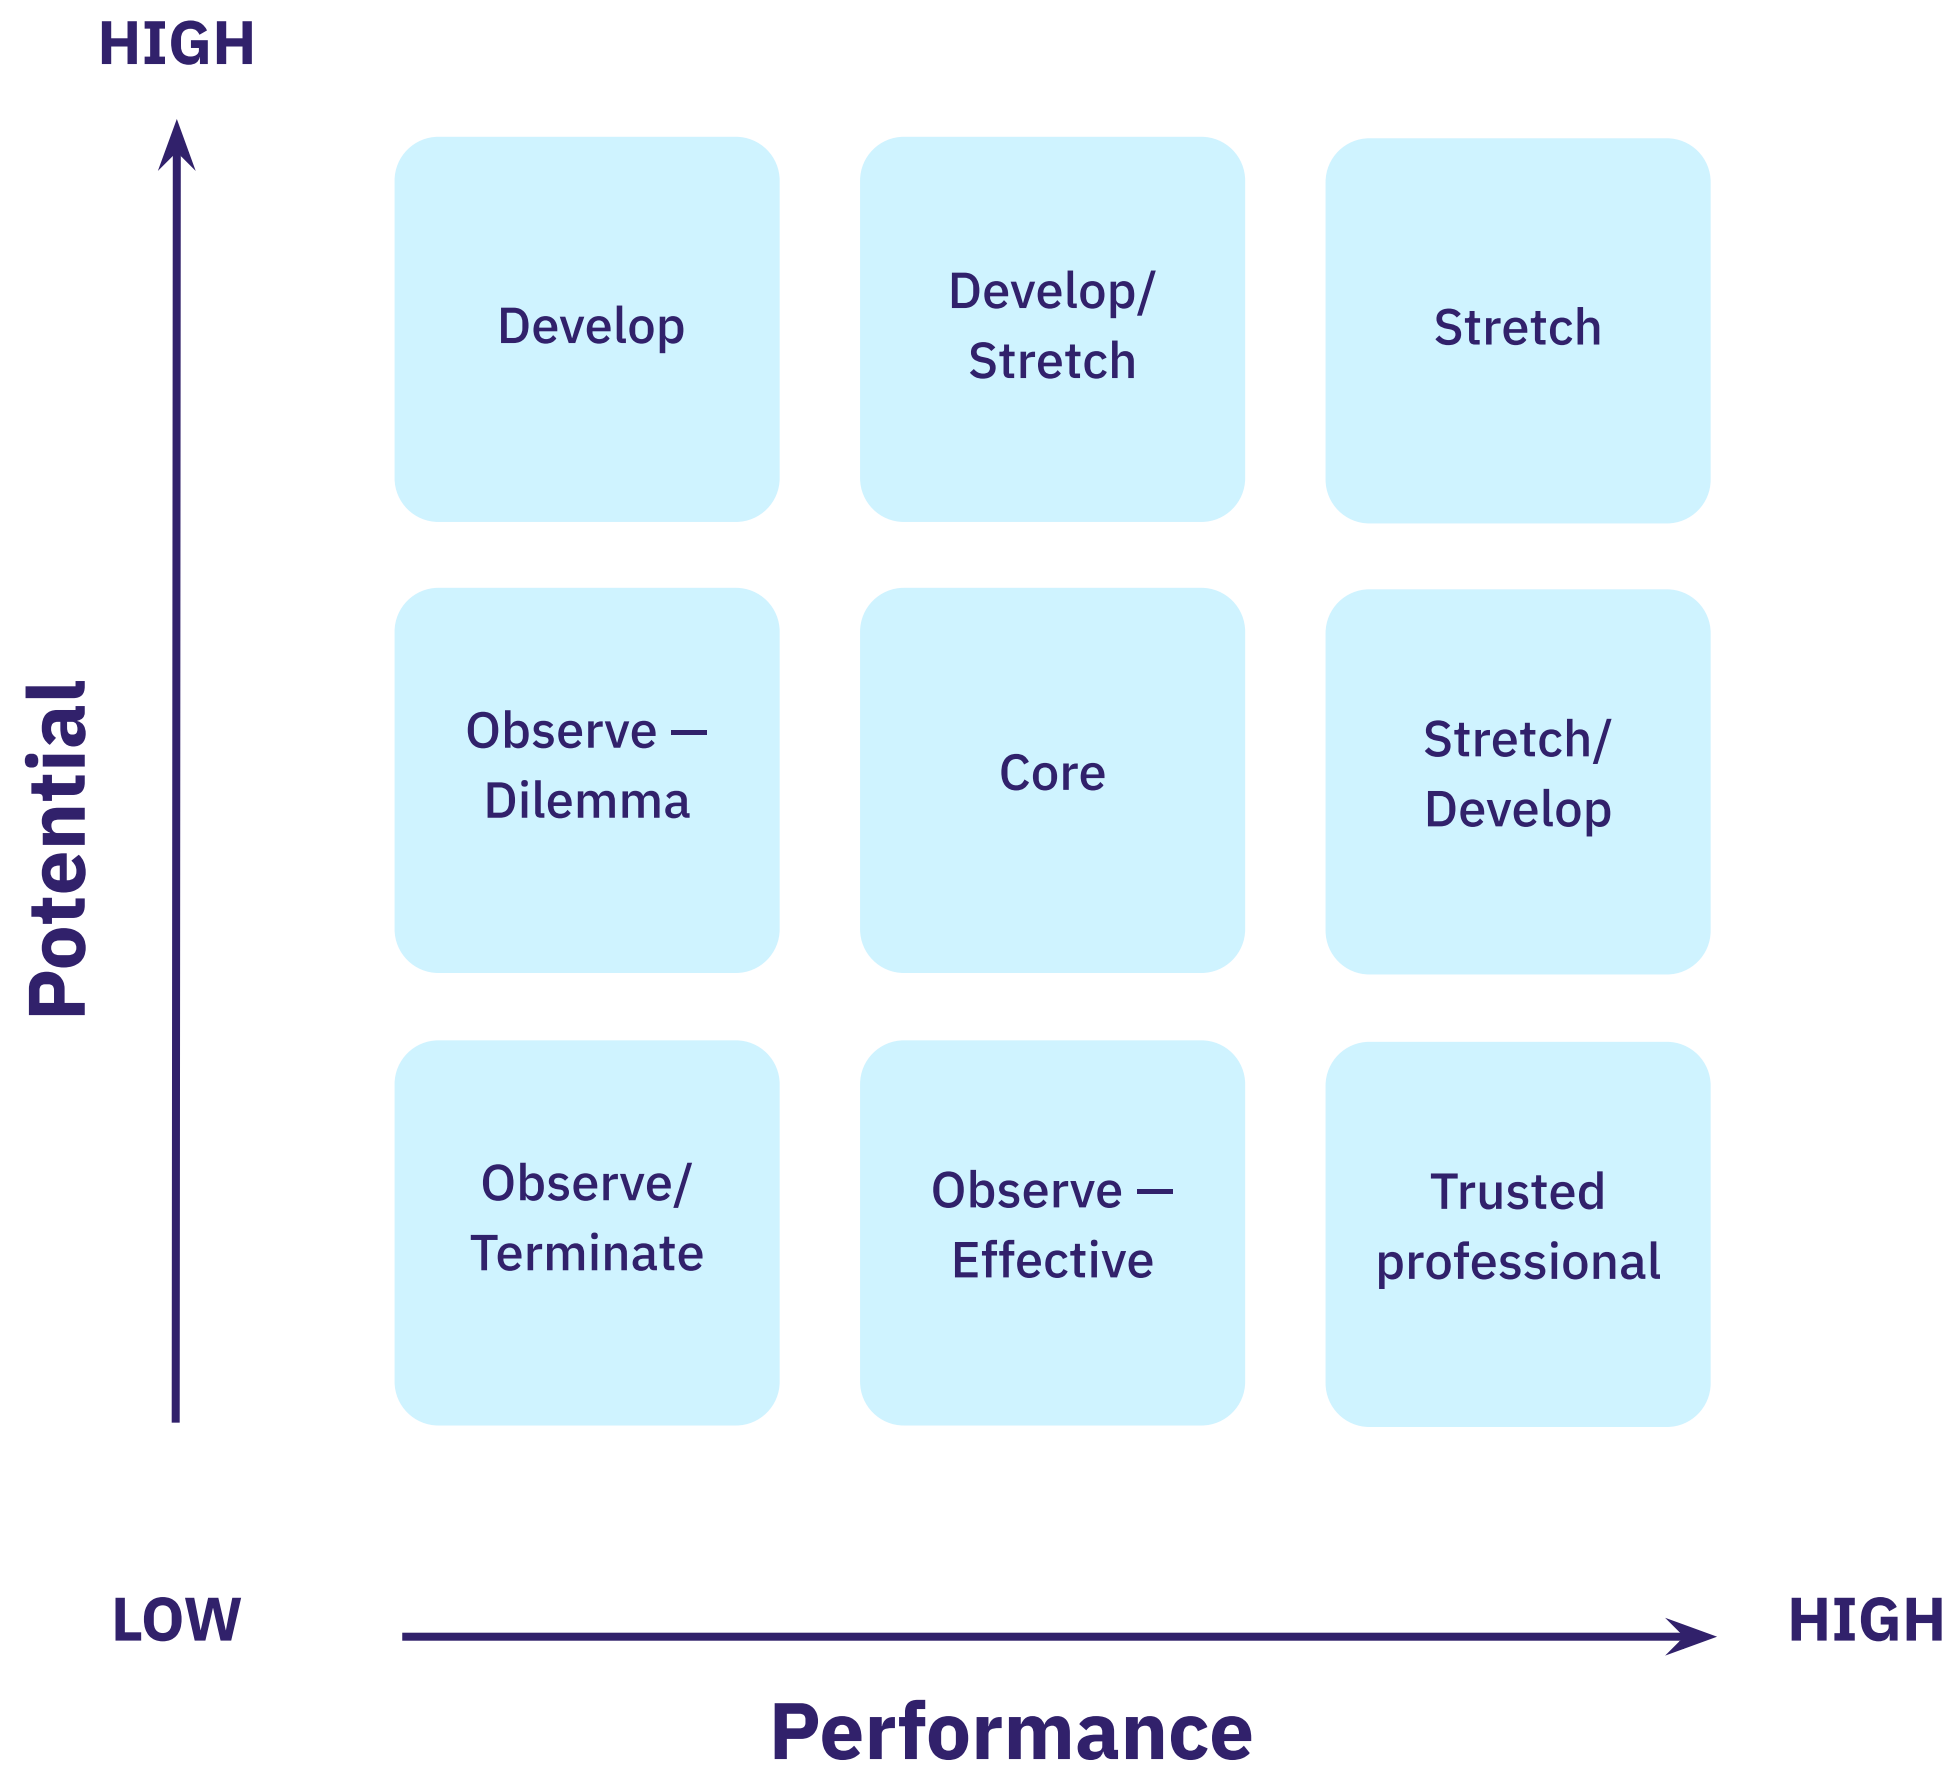 HIGH
Develop
Develop/
Stretch
Stretch
Potential
Observe —
Dilemma
Core
Stretch/
Develop
Observe/
Terminate
Observe —
Effective
Trusted
professional
LOW
HIGH
Performance